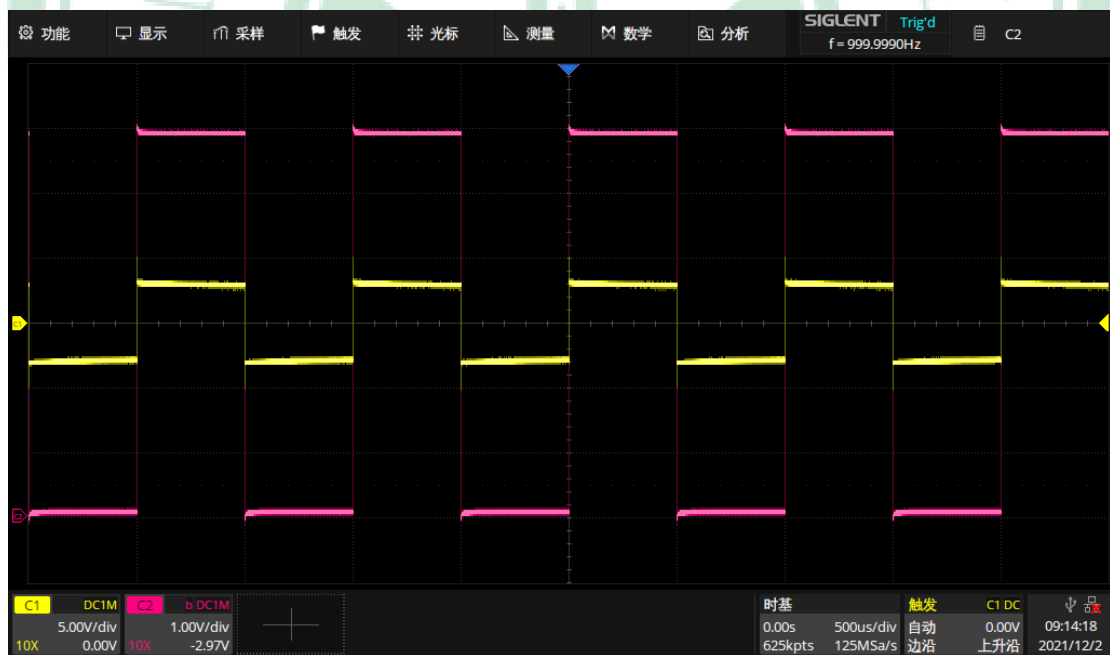 功能 显示 采样 触发 光标 测量 数学 分析 SIGLENT Trig'd C2
f = 999.9990Hz
C1
C2
C1 DC1M C2 b DC1M 时基 触发 C1 DC
5.00V/div 1.00V/div 0.00s 500us/div 自动 0.00V 09:14:18
10X 0.00V 10X -2.97V 625kpts 125MSa/s 边沿 上升沿 2021/12/2